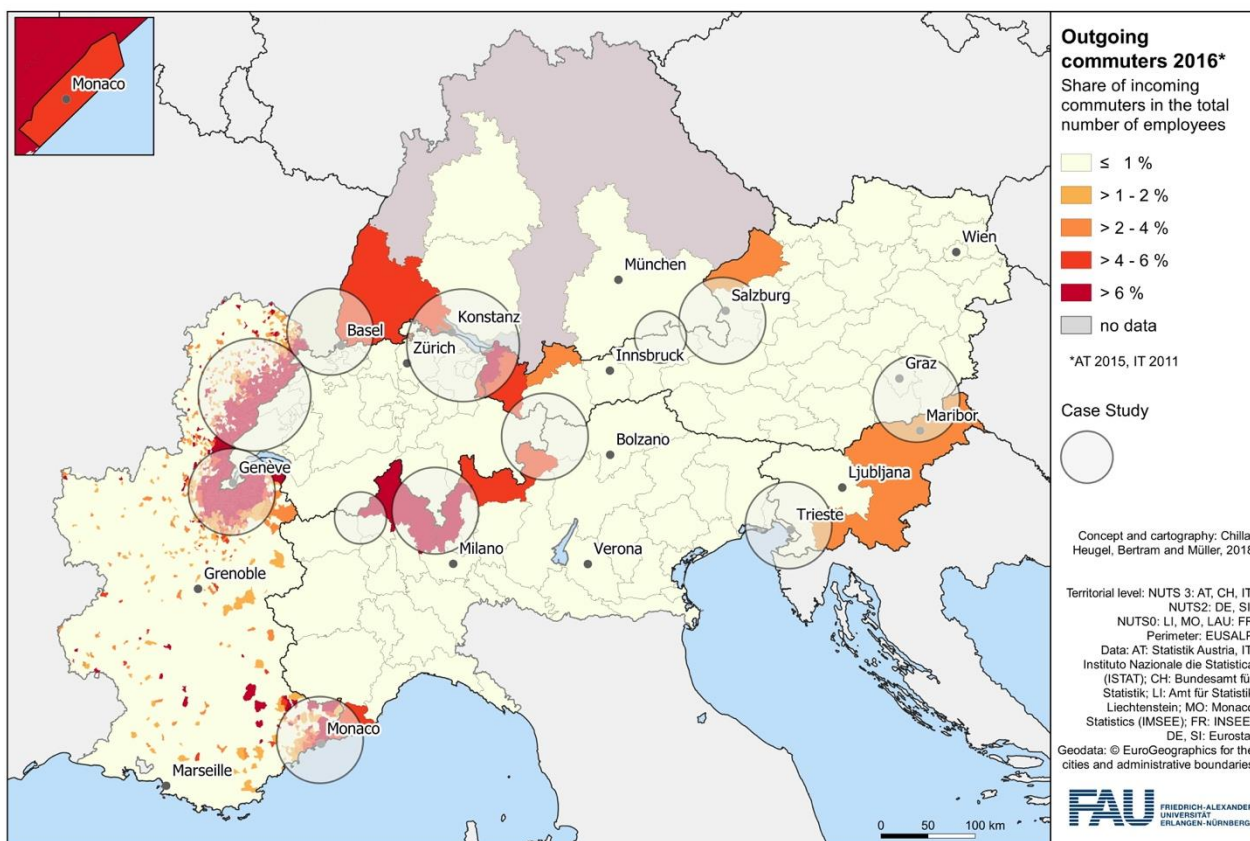 Outgoing
commuters 2016*
Share of incoming
commuters in the total
number of employees
≤ 1 %
> 1 - 2 %
> 2 - 4 %
> 4 - 6 %
> 6 %
no data
*AT 2015, IT 2011
Case Study
Concept and cartography: Chilla,
Heugel, Bertram and Müller, 2018
Territorial level: NUTS 3: AT, CH, IT
NUTS2: DE, SI
NUTS0: LI, MO, LAU: FR
Perimeter: EUSALP
Data: AT: Statistik Austria, IT:
Instituto Nazionale die Statistica
(ISTAT); CH: Bundesamt für
Statistik; LI: Amt für Statistik
Liechtenstein; MO: Monaco
Statistics (IMSEE); FR: INSEE;
DE, SI: Eurostat
Geodata: © EuroGeographics for the
cities and administrative boundaries
FAU
FRIEDRICH-ALEXANDER
UNIVERSITÄT
ERLANGEN-NÜRNBERG
Monaco
Wien
München
Salzburg
Konstanz
Basel
Zürich
Innsbruck
Graz
Maribor
Bolzano
Genève
Ljubljana
Trieste
Milano
Verona
Grenoble
Monaco
Marseille
0 50 100 km